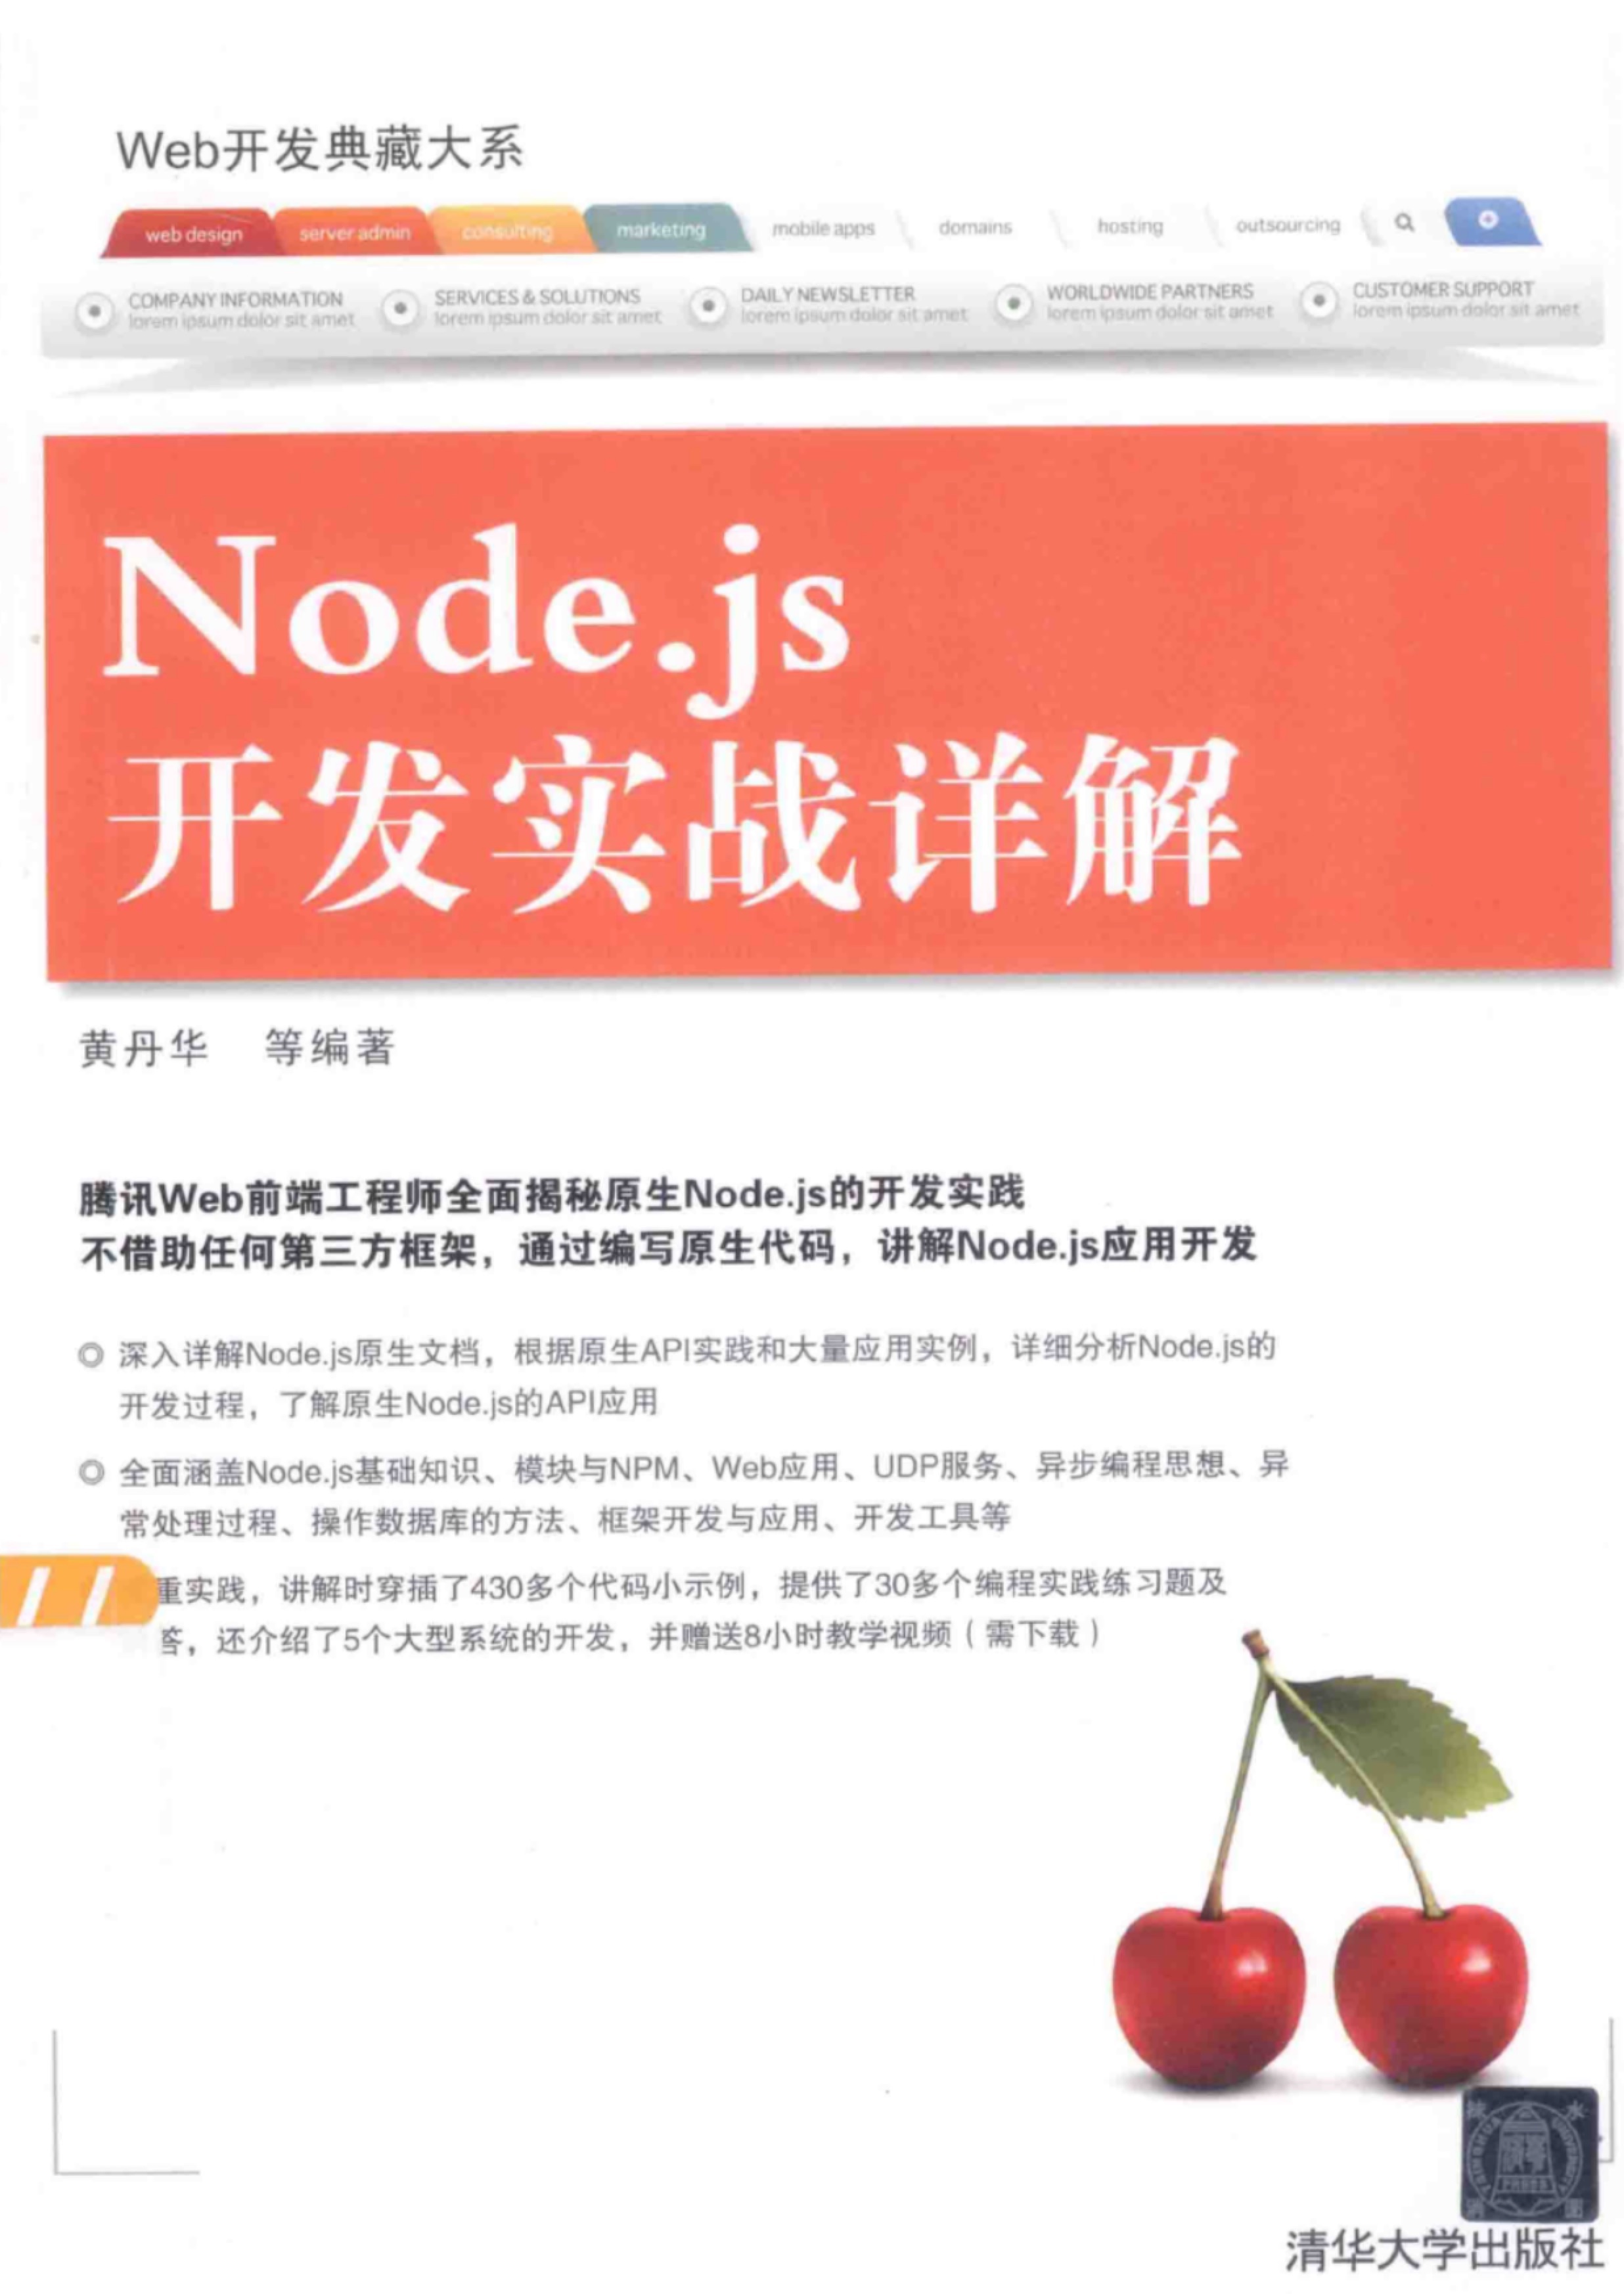 Web开发典藏大系
web design server admin consulting marketing mobile apps domains hosting outsourcing
COMPANY INFORMATION SERVICES & SOLUTIONS DAILY NEWSLETTER WORLDWIDE PARTNERS CUSTOMER SUPPORT
lorem ipsum dolor sit amet lorem ipsum dolor sit amet lorem ipsum dolor sit amet lorem ipsum dolor sit amet lorem ipsum dolor sit amet
Node.js
开发实战详解
黄丹华 等编著
腾讯Web前端工程师全面揭秘原生Node.js的开发实践
不借助任何第三方框架，通过编写原生代码，讲解Node.js应用开发
◎ 深入详解Node.js原生文档，根据原生API实践和大量应用实例，详细分析Node.js的
开发过程，了解原生Node.js的API应用
◎ 全面涵盖Node.js基础知识、模块与NPM、Web应用、UDP服务、异步编程思想、异
常处理过程、操作数据库的方法、框架开发与应用、开发工具等
重实践，讲解时穿插了430多个代码小示例，提供了30多个编程实践练习题及
答，还介绍了5个大型系统的开发，并赠送8小时教学视频（需下载）
清华大学出版社